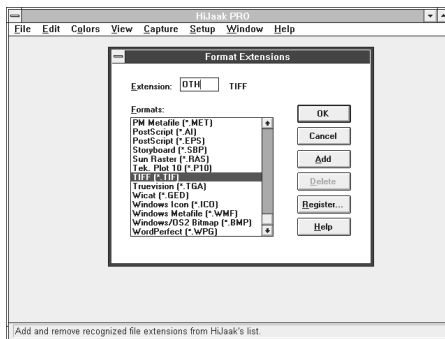 HiJaak PRO
File Edit Colors View Capture Setup Window Help
Format Extensions
Extension: OTH TIFF
Formats:
PM Metafile (*.MET)
PostScript (*.AI)
PostScript (*.EPS)
Storyboard (*.SBP)
Sun Raster (*.RAS)
Tek. Plot 10 (*.P10)
TIFF (*.TIF)
Truevision (*.TGA)
Wicat (*.GED)
Windows Icon (*.ICO)
Windows Metafile (*.WMF)
Windows/OS2 Bitmap (*.BMP)
WordPerfect (*.WPG)
OK
Cancel
Add
Delete
Register...
Help
Add and remove recognized file extensions from HiJaak's list.